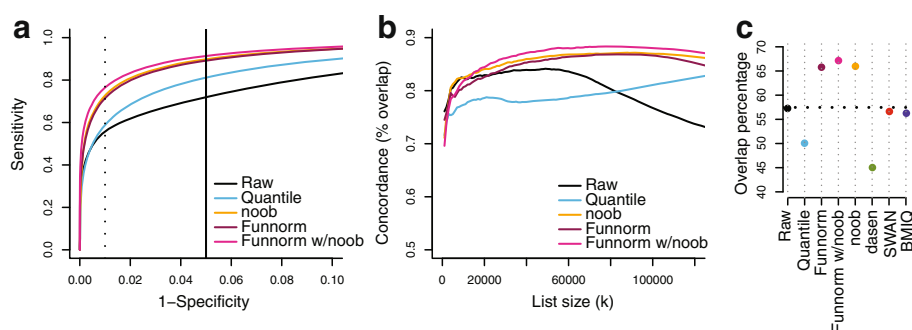 a
Sensitivity
1.0
0.8
0.6
0.4
0.2
0.0
Raw
Quantile
noob
Funnorm
Funnorm w/noob
0.00
0.02
0.04
0.06
0.08
0.10
1−Specificity
b
Concordance (% overlap)
0.9
0.8
0.7
0.6
0.5
Raw
Quantile
noob
Funnorm
Funnorm w/noob
0
20000
60000
100000
List size (k)
c
Overlap percentage
70
65
60
55
50
45
40
Raw
Quantile
Funnorm
Funnorm w/noob
noob
dasen
SWAN
BMIQ